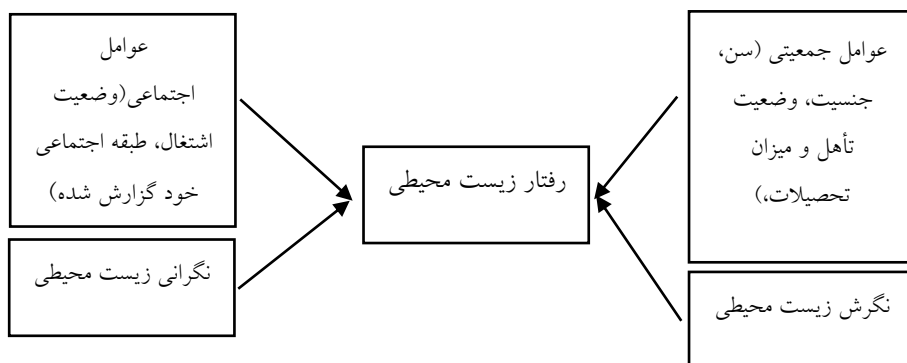 عوامل جمعیتی (سن،
جنسیت، وضعیت
تأهل و میزان
تحصیلات،)
نگرش زیست محیطی
رفتار زیست محیطی
عوامل
اجتماعی(وضعیت
اشتغال، طبقه اجتماعی
خود گزارش شده)
نگرانی زیست محیطی